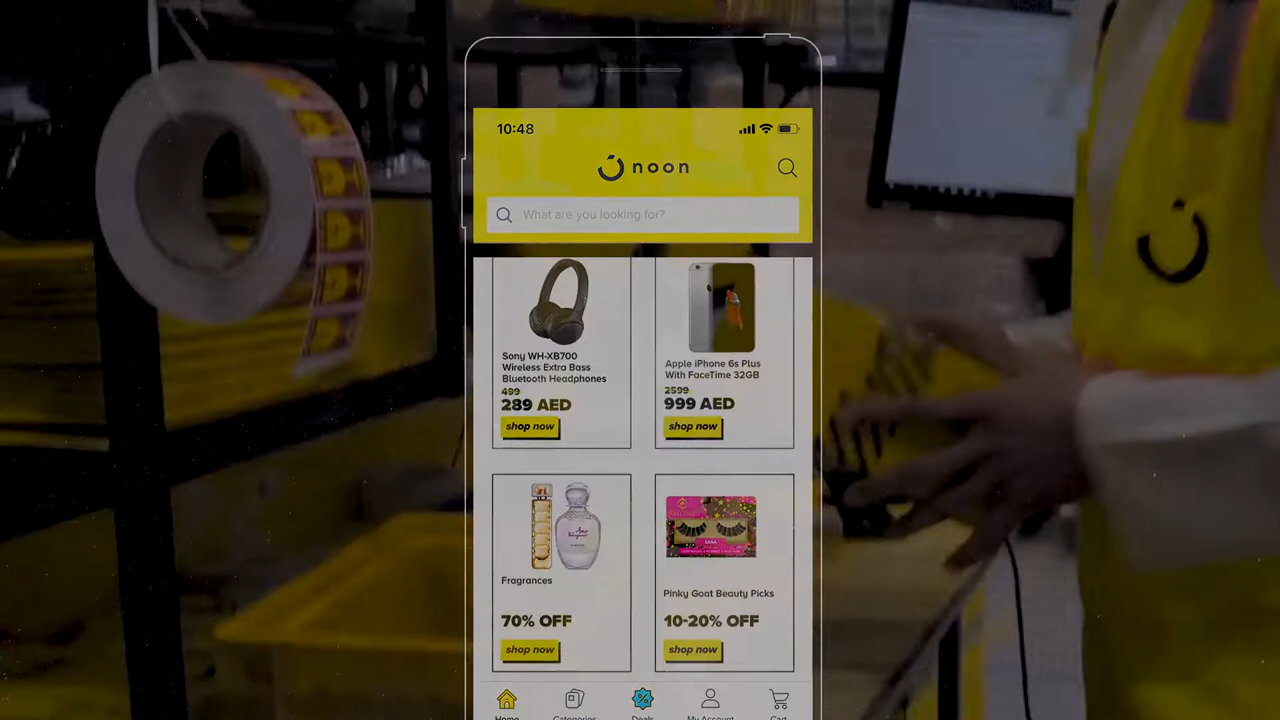 10:48
noon
What are you looking for?
Sony WH-XB700
Wireless Extra Bass
Bluetooth Headphones
499
289 AED
shop now
Apple iPhone 6s Plus
With FaceTime 32GB
2599
999 AED
shop now
Fragrances
70% OFF
shop now
SANA
Pinky Goat Beauty Picks
10-20% OFF
shop now
Home
Categories
Deals
My Account
Cart